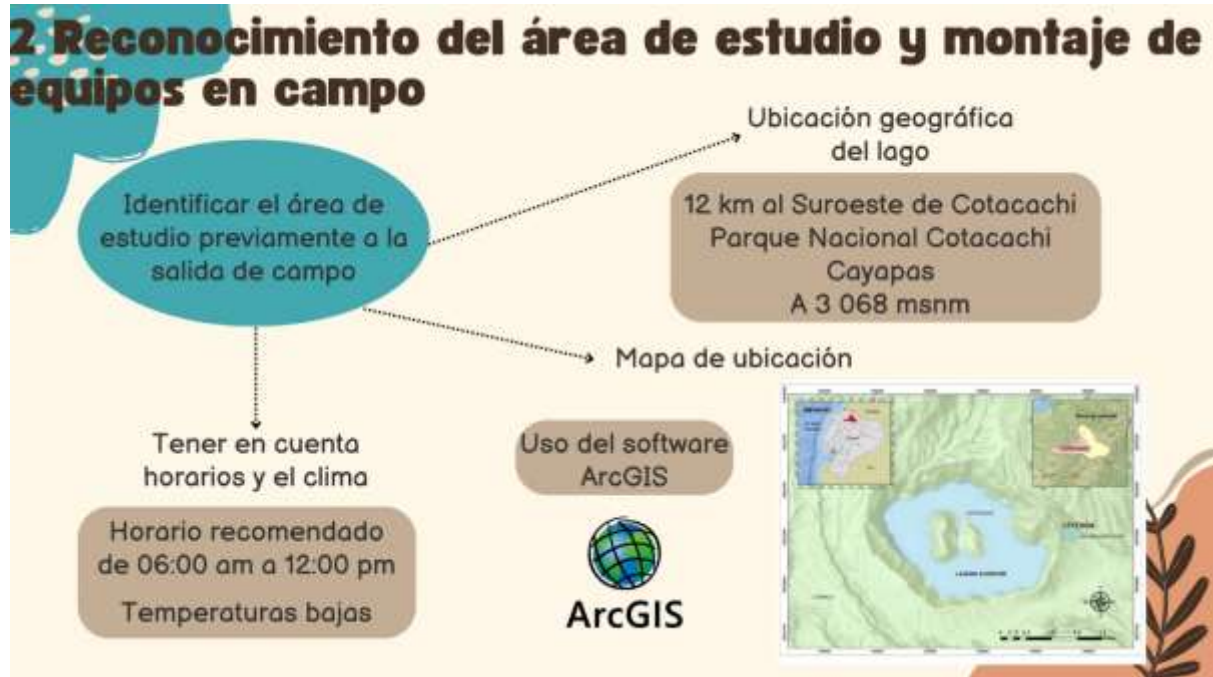 2 Reconocimiento del área de estudio y montaje de
equipos en campo
Ubicación geográfica
del lago
Identificar el área de
estudio previamente a la
salida de campo
12 km al Suroeste de Cotacachi
Parque Nacional Cotacachi
Cayapas
A 3 068 msnm
Mapa de ubicación
Tener en cuenta
horarios y el clima
Uso del software
ArcGIS
Horario recomendado
de 06:00 am a 12:00 pm
Temperaturas bajas
ArcGIS